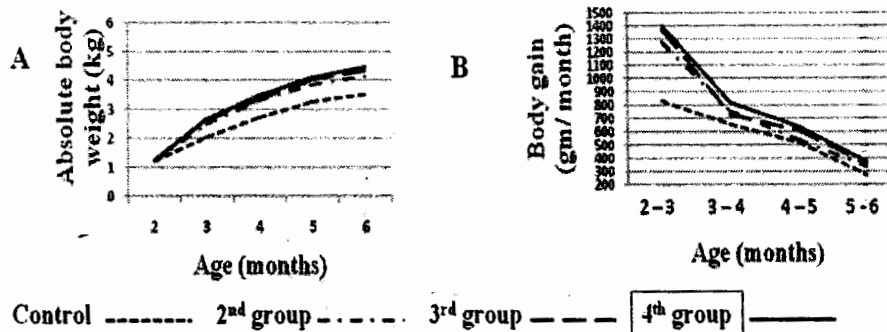 A
Absolute body weight (kg)
6
5
4
3
2
1
0
2 3 4 5 6
Age (months)
B
Body gain (gm/ month)
1500
1400
1300
1200
1100
1000
900
800
700
600
500
400
300
200
2-3 3-4 4-5 5-6
Age (months)
Control 2nd group 3rd group 4th group